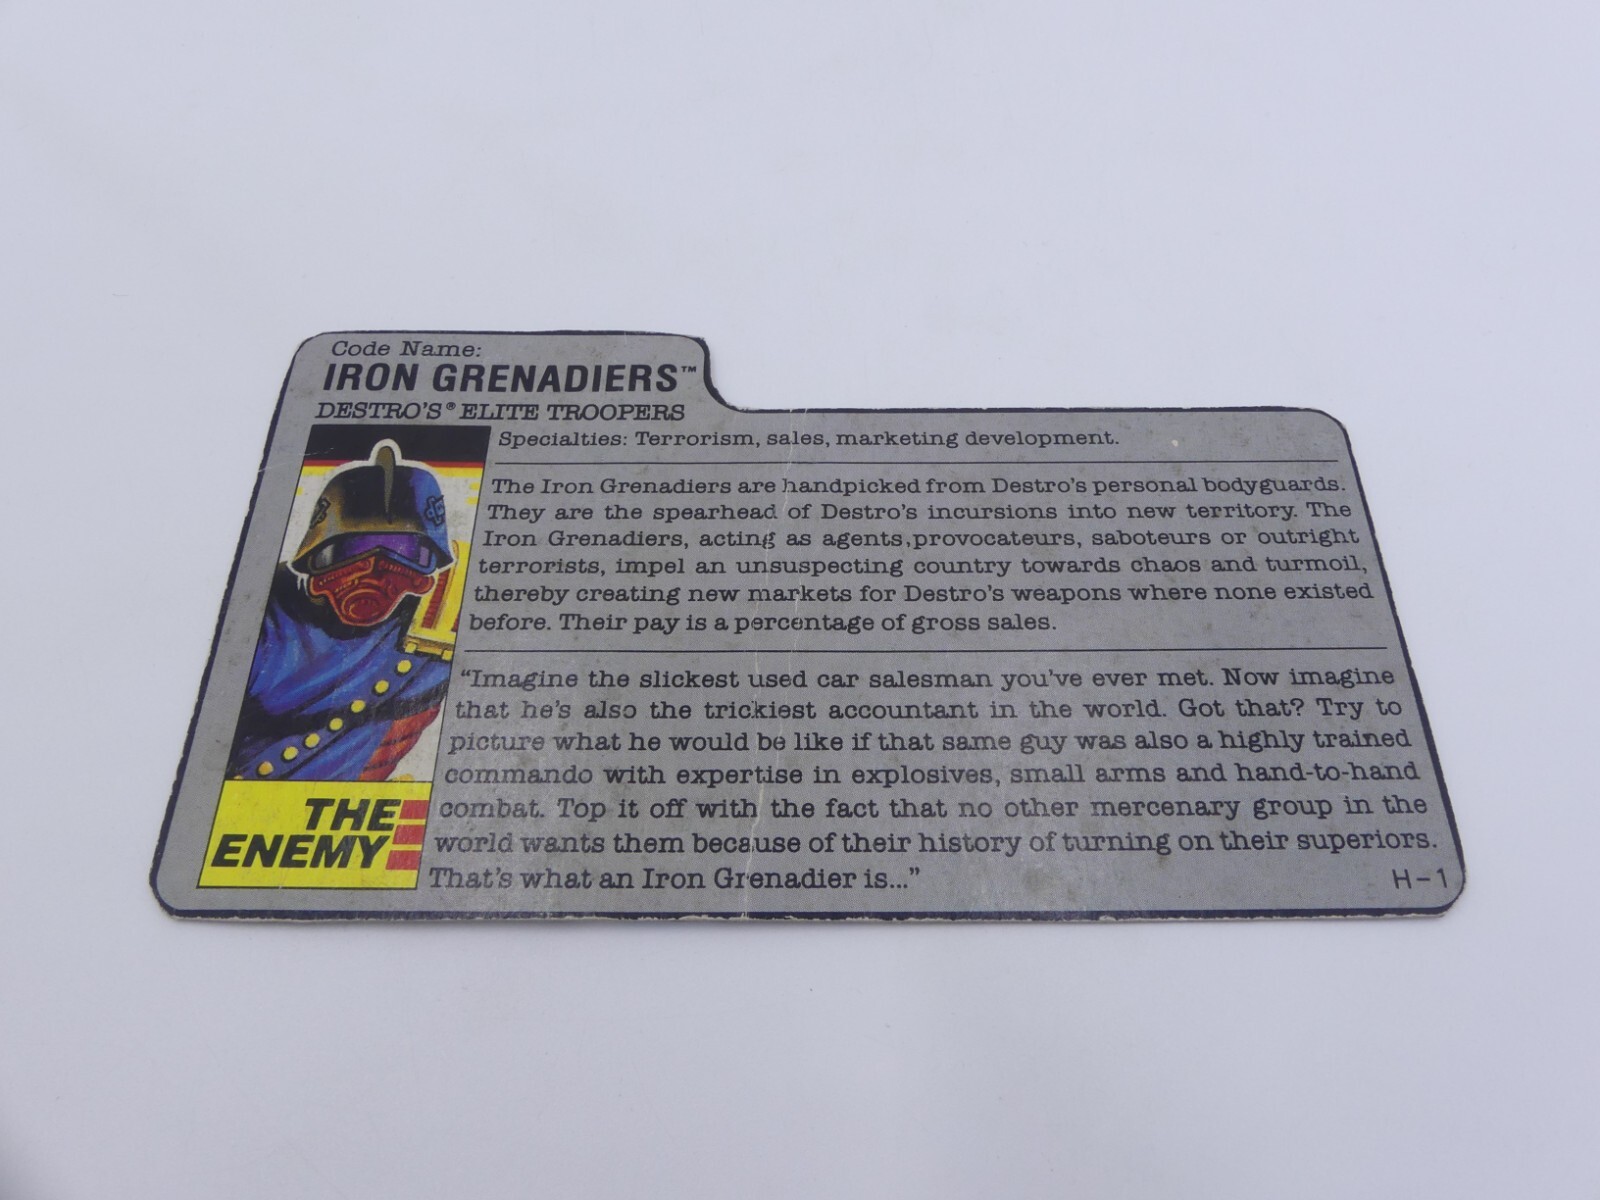 Code Name:
IRON GRENADIERS™
DESTRO'S® ELITE TROOPERS
Specialties: Terrorism, sales, marketing development.
The Iron Grenadiers are handpicked from Destro's personal bodyguards.
They are the spearhead of Destro's incursions into new territory. The
Iron Grenadiers, acting as agents,provocateurs, saboteurs or outright
terrorists, impel an unsuspecting country towards chaos and turmoil,
thereby creating new markets for Destro's weapons where none existed
before. Their pay is a percentage of gross sales.
"Imagine the slickest used car salesman you've ever met. Now imagine
that he's also the trickiest accountant in the world. Got that? Try to
picture what he would be like if that same guy was also a highly trained
commando with expertise in explosives, small arms and hand-to-hand
combat. Top it off with the fact that no other mercenary group in the
world wants them because of their history of turning on their superiors.
That's what an Iron Grenadier is..."
THE
ENEMY
H-1